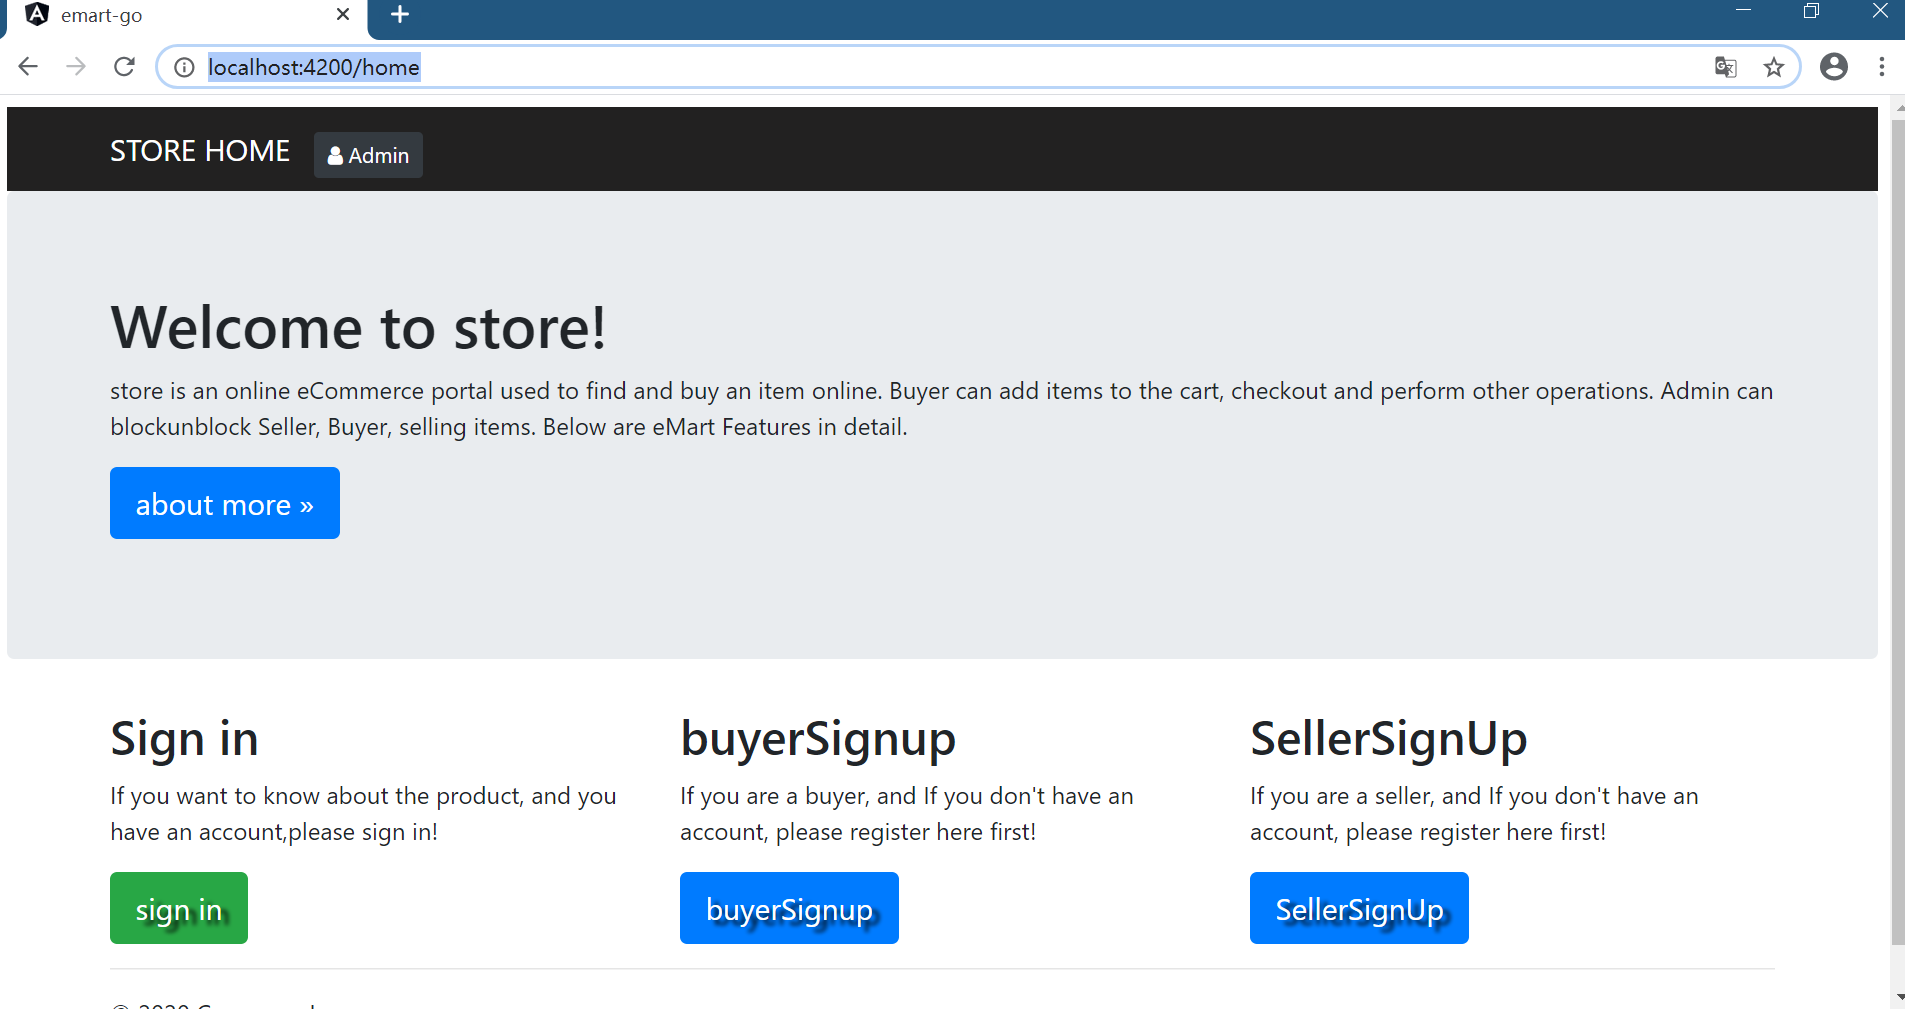 emart-go
localhost:4200/home
STORE HOME Admin
Welcome to store!
store is an online eCommerce portal used to find and buy an item online. Buyer can add items to the cart, checkout and perform other operations. Admin can
blockunblock Seller, Buyer, selling items. Below are eMart Features in detail.
about more »
Sign in
If you want to know about the product, and you
have an account,please sign in!
sign in
buyerSignup
If you are a buyer, and If you don't have an
account, please register here first!
buyerSignup
SellerSignUp
If you are a seller, and If you don't have an
account, please register here first!
SellerSignUp